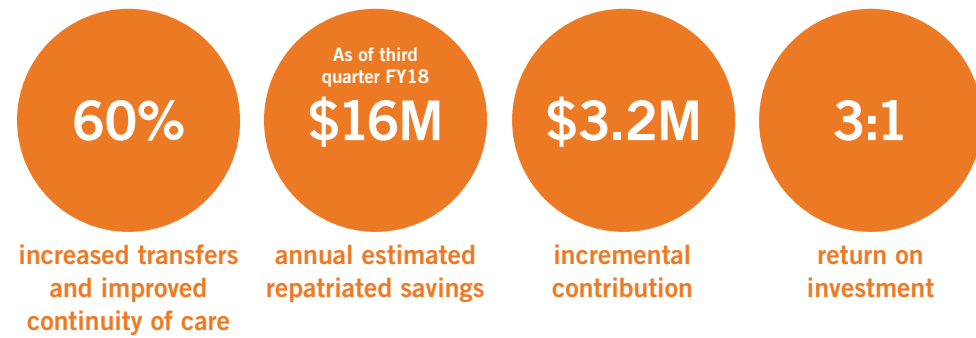 60%
increased transfers
and improved
continuity of care
As of third
quarter FY18
$16M
annual estimated
repatriated savings
$3.2M
incremental
contribution
3:1
return on
investment